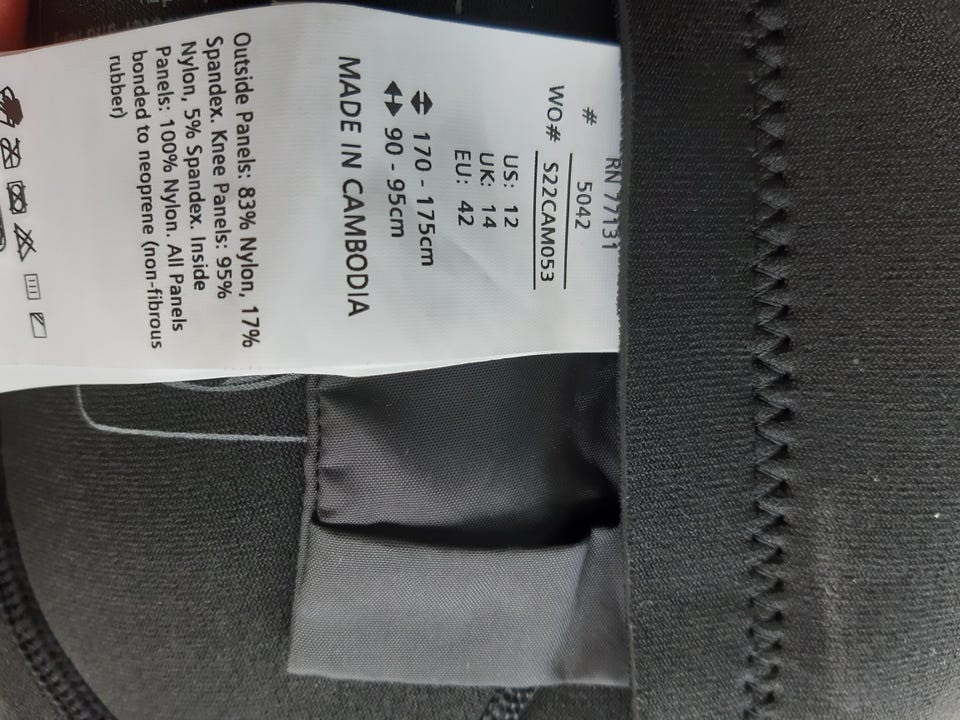 RN 77131
# 5042
WO# S22CAM053
US: 12
UK: 14
EU: 42
170 - 175cm
90 - 95cm
MADE IN CAMBODIA
Outside Panels: 83% Nylon, 17%
Spandex. Knee Panels: 95%
Nylon, 5% Spandex. Inside
Panels: 100% Nylon. All Panels
bonded to neoprene (non-fibrous
rubber)